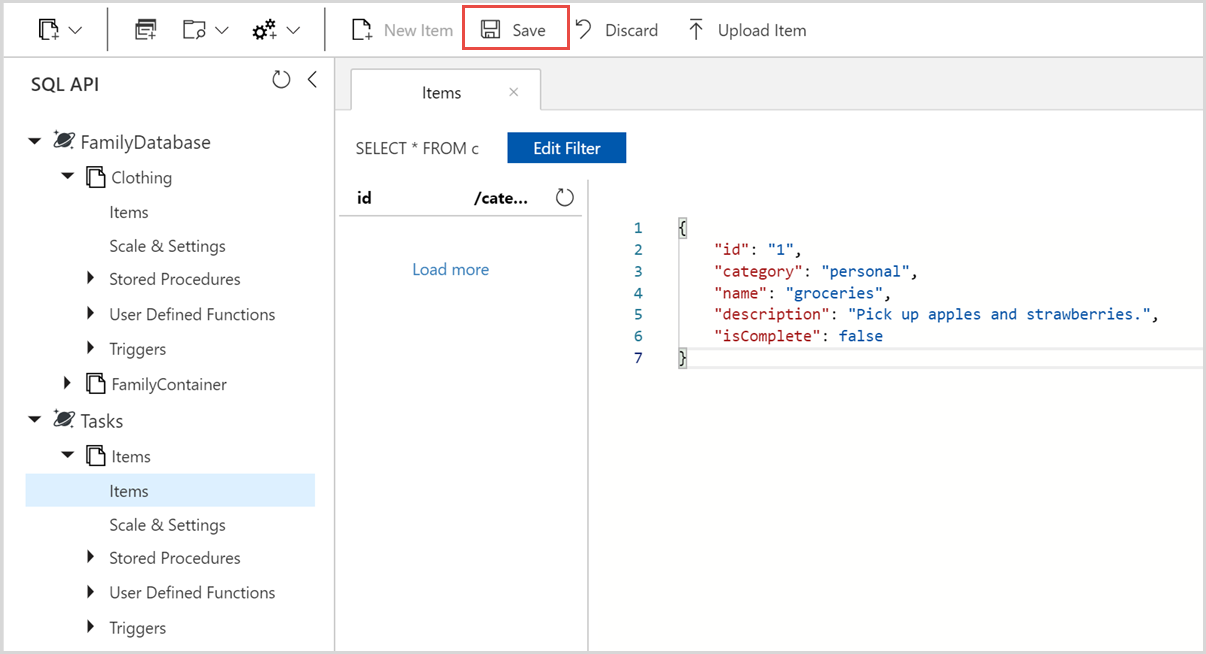 New Item Save Discard Upload Item
SQL API
FamilyDatabase
Clothing
Items
Scale & Settings
Stored Procedures
User Defined Functions
Triggers
FamilyContainer
Tasks
Items
Items
Scale & Settings
Stored Procedures
User Defined Functions
Triggers
Items
SELECT * FROM c Edit Filter
id /cate...
Load more
1 {
2 "id": "1",
3 "category": "personal",
4 "name": "groceries",
5 "description": "Pick up apples and strawberries.",
6 "isComplete": false
7 }